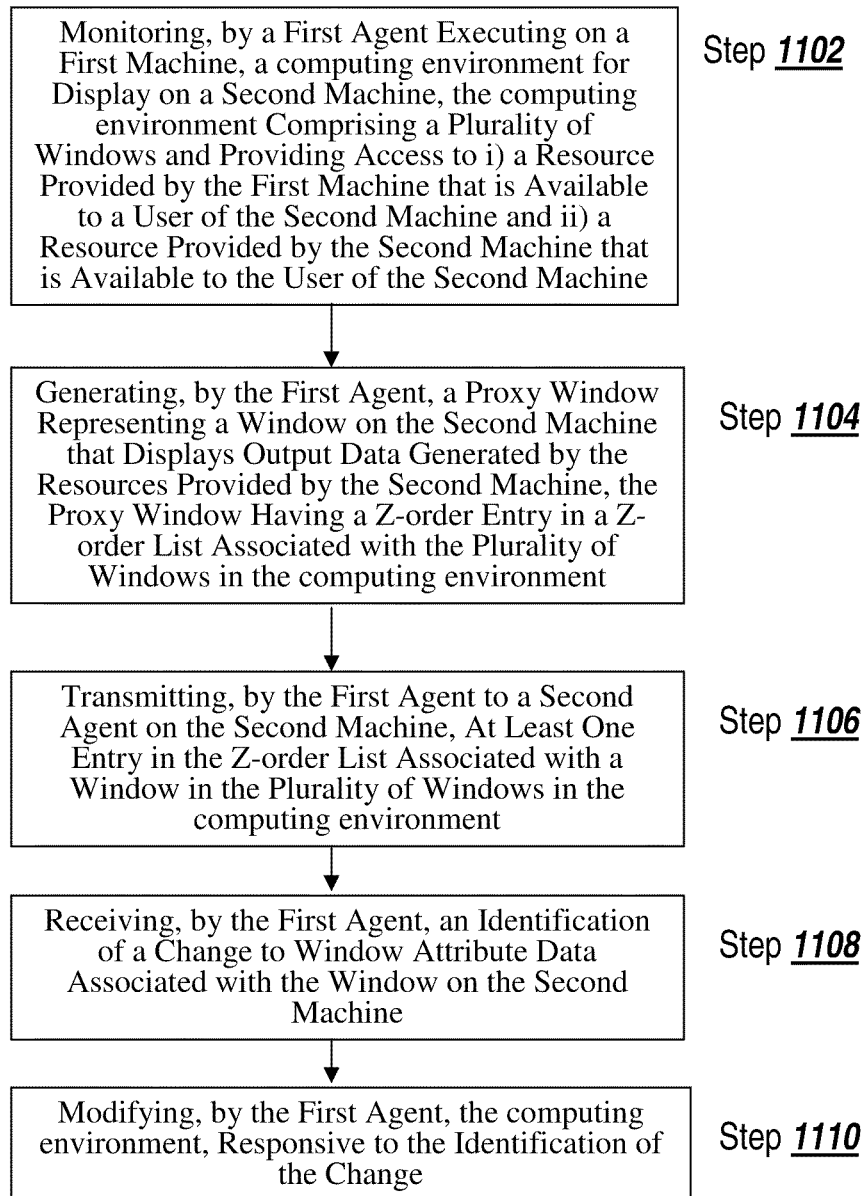 Monitoring, by a First Agent Executing on a
First Machine, a computing environment for
Display on a Second Machine, the computing
environment Comprising a Plurality of
Windows and Providing Access to i) a Resource
Provided by the First Machine that is Available
to a User of the Second Machine and ii) a
Resource Provided by the Second Machine that
is Available to the User of the Second Machine
Step 1102
Generating, by the First Agent, a Proxy Window
Representing a Window on the Second Machine
that Displays Output Data Generated by the
Resources Provided by the Second Machine, the
Proxy Window Having a Z-order Entry in a Z-
order List Associated with the Plurality of
Windows in the computing environment
Step 1104
Transmitting, by the First Agent to a Second
Agent on the Second Machine, At Least One
Entry in the Z-order List Associated with a
Window in the Plurality of Windows in the
computing environment
Step 1106
Receiving, by the First Agent, an Identification
of a Change to Window Attribute Data
Associated with the Window on the Second
Machine
Step 1108
Modifying, by the First Agent, the computing
environment, Responsive to the Identification of
the Change
Step 1110